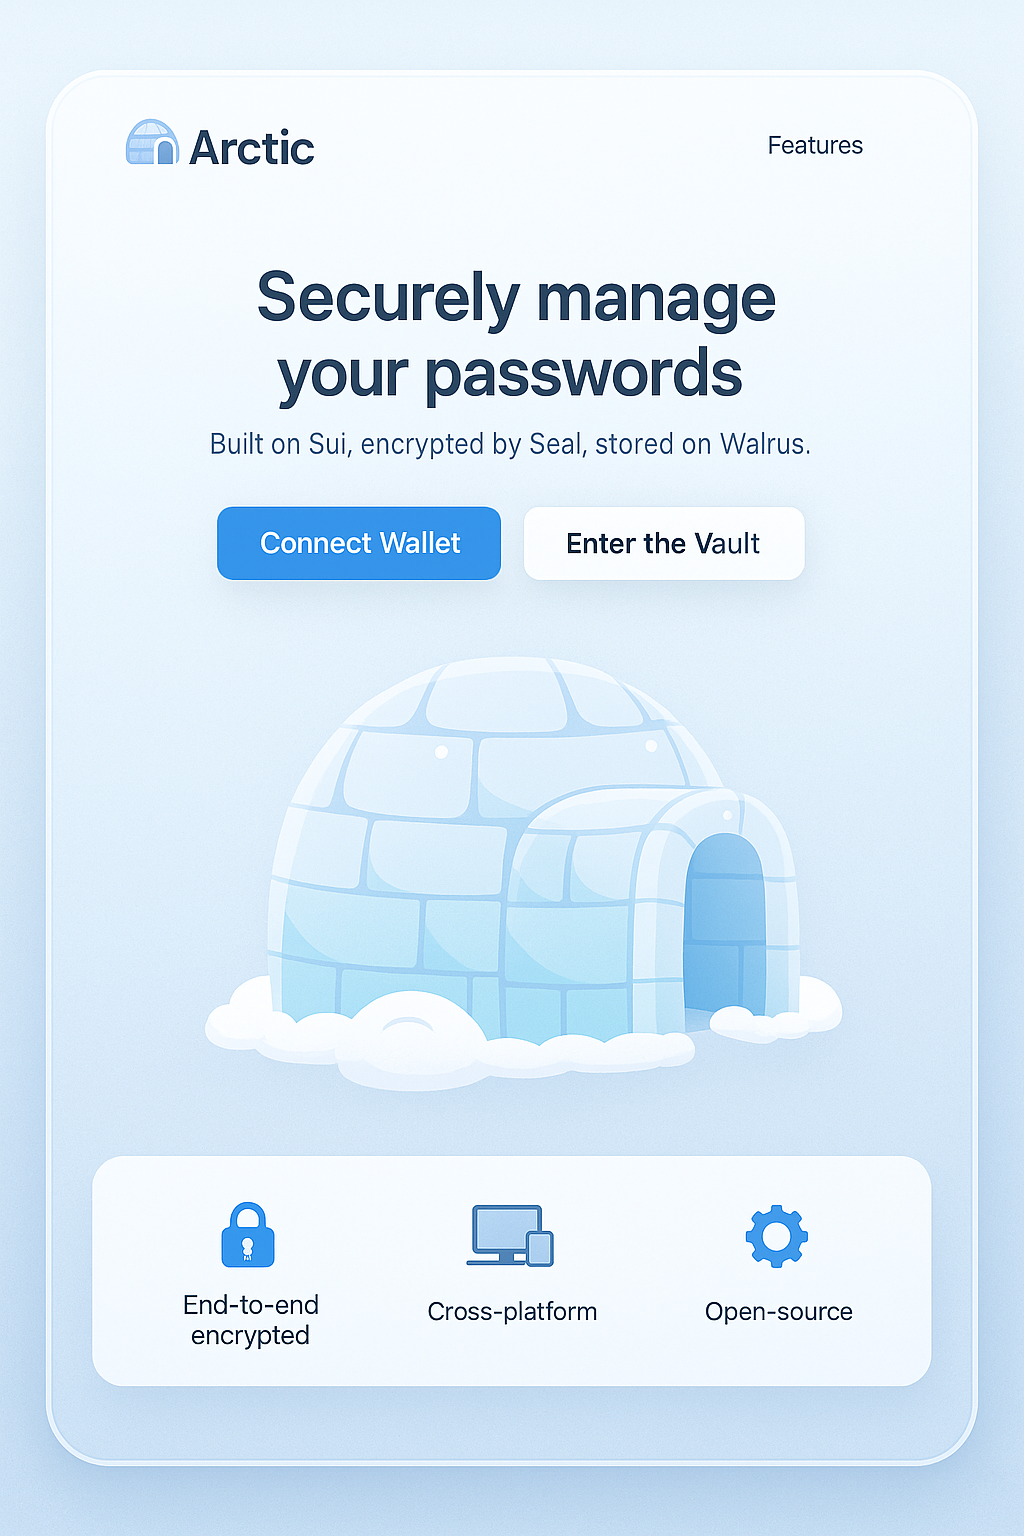 Arctic
Features
Securely manage
your passwords
Built on Sui, encrypted by Seal, stored on Walrus.
Connect Wallet
Enter the Vault
End-to-end
encrypted
Cross-platform
Open-source